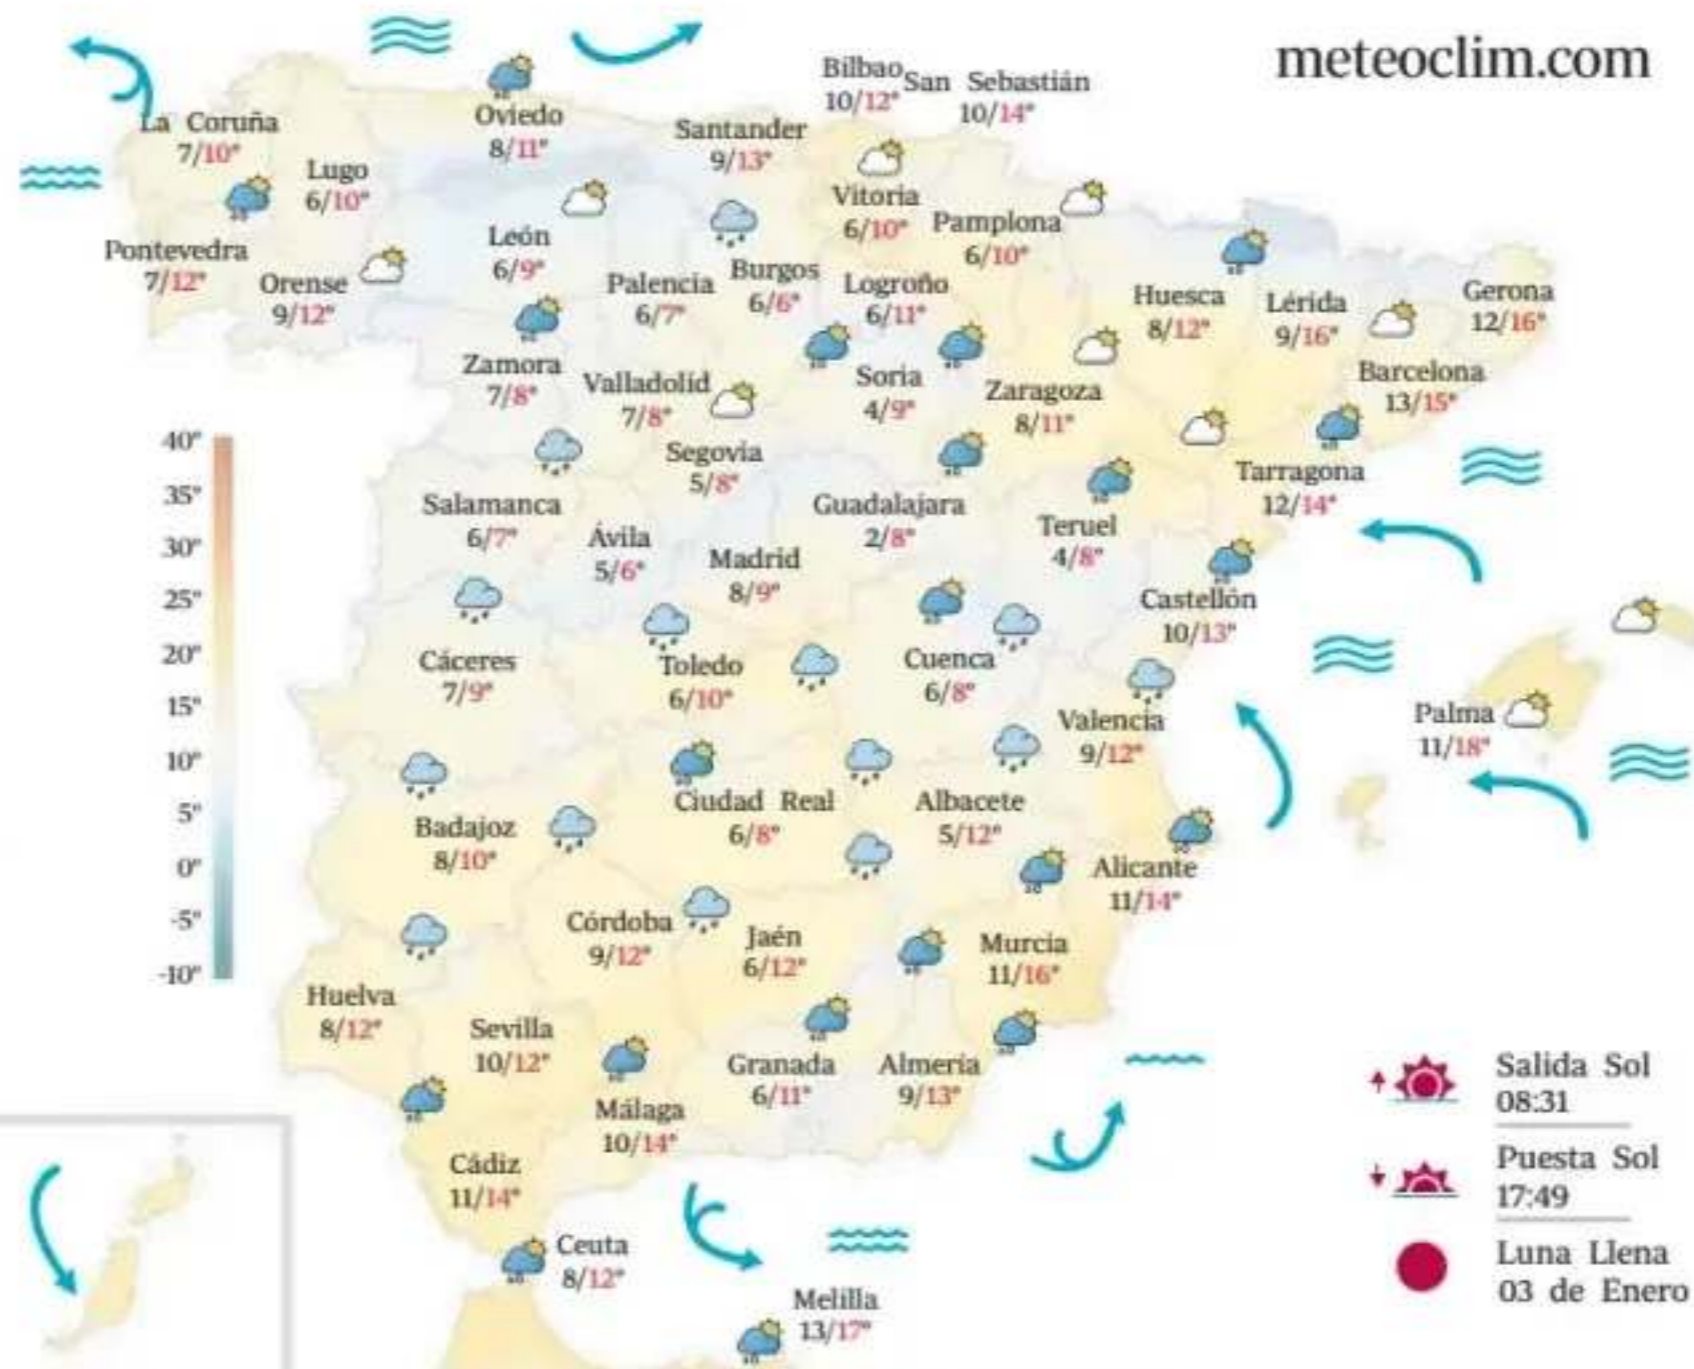 meteoclim.com
Bilbao
10/12°
San Sebastián
10/14°
La Coruña
7/10°
Oviedo
8/11°
Santander
9/13°
Lugo
6/10°
Vitoria
6/10°
Pamplona
6/10°
Pontevedra
7/12°
Orense
9/12°
León
6/9°
Palencia
6/7°
Burgos
6/6°
Logroño
6/11°
Huesca
8/12°
Lérida
9/16°
Gerona
12/16°
Zamora
7/8°
Valladolid
7/8°
Soria
4/9°
Zaragoza
8/11°
Barcelona
13/15°
Segovia
5/8°
Tarragona
12/14°
Salamanca
6/7°
Ávila
5/6°
Madrid
8/9°
Guadalajara
2/8°
Teruel
4/8°
Castellón
10/13°
Cáceres
7/9°
Toledo
6/10°
Cuenca
6/8°
Valencia
9/12°
Palma
11/18°
Badajoz
8/10°
Ciudad Real
6/8°
Albacete
5/12°
Alicante
11/14°
Córdoba
9/12°
Jaén
6/12°
Murcia
11/16°
Huelva
8/12°
Sevilla
10/12°
Granada
6/11°
Almería
9/13°
Málaga
10/14°
Cádiz
11/14°
Ceuta
8/12°
Melilla
13/17°
40°
35°
30°
25°
20°
15°
10°
5°
0°
-5°
-10°
Salida Sol
08:31
Puesta Sol
17:49
Luna Llena
03 de Enero